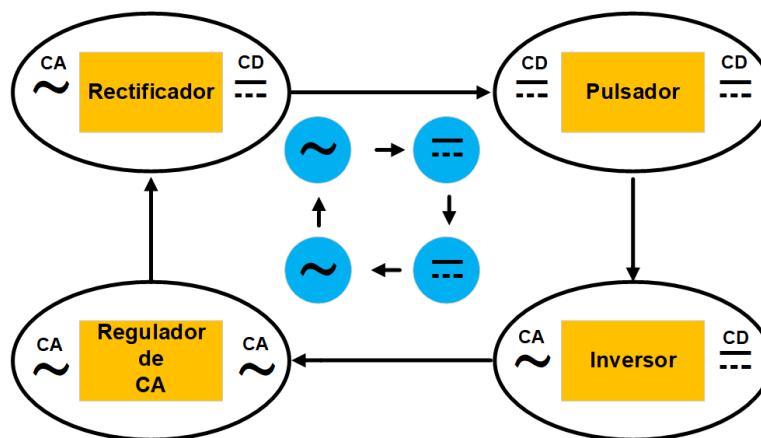 CA
Rectificador
CD
CD
Pulsador
CD
CA
Regulador
de
CA
CA
CA
Inversor
CD